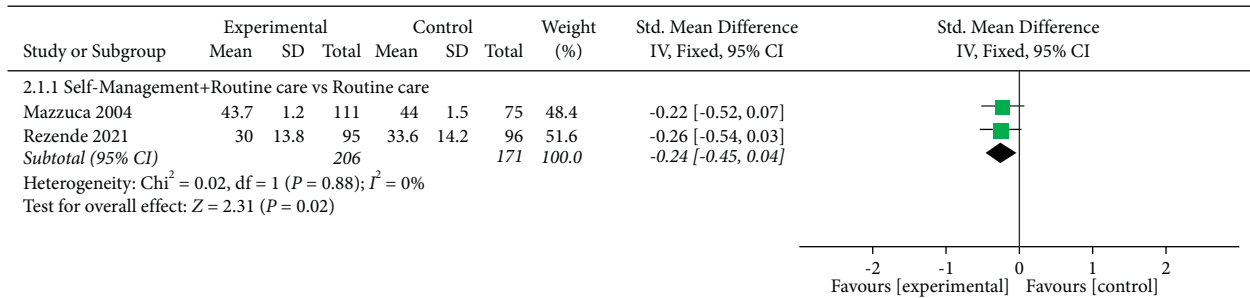 Experimental Control Weight Std. Mean Difference Std. Mean Difference
Study or Subgroup Mean SD Total Mean SD Total (%) IV, Fixed, 95% CI IV, Fixed, 95% CI
2.1.1 Self-Management+Routine care vs Routine care
Mazzuca 2004 43.7 1.2 111 44 1.5 75 48.4 -0.22 [-0.52, 0.07]
Rezende 2021 30 13.8 95 33.6 14.2 96 51.6 -0.26 [-0.54, 0.03]
Subtotal (95% CI) 206 171 100.0 -0.24 [-0.45, 0.04]
Heterogeneity: Chi² = 0.02, df = 1 (P = 0.88); I² = 0%
Test for overall effect: Z = 2.31 (P = 0.02)
-2 -1 0 1 2
Favours [experimental] Favours [control]